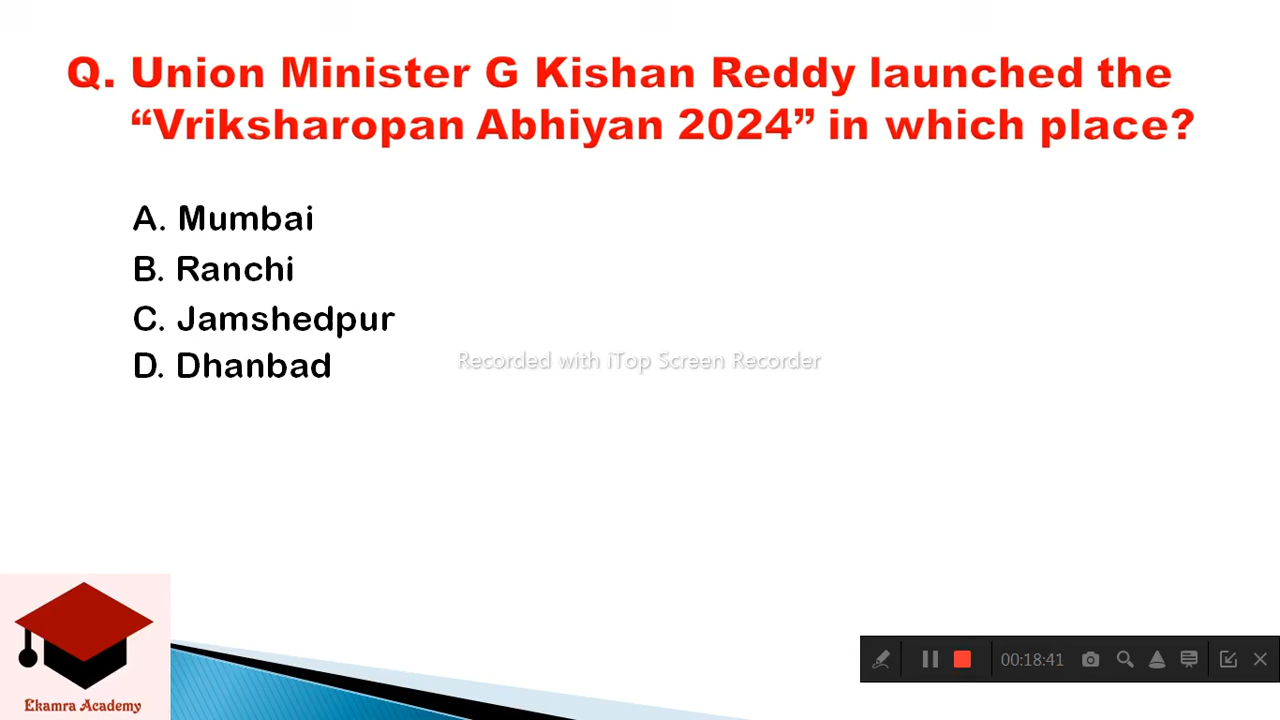 Q. Union Minister G Kishan Reddy launched the
“Vriksharopan Abhiyan 2024” in which place?
A. Mumbai
B. Ranchi
C. Jamshedpur
D. Dhanbad
Recorded with iTop Screen Recorder
00:18:41
Ekamra Academy